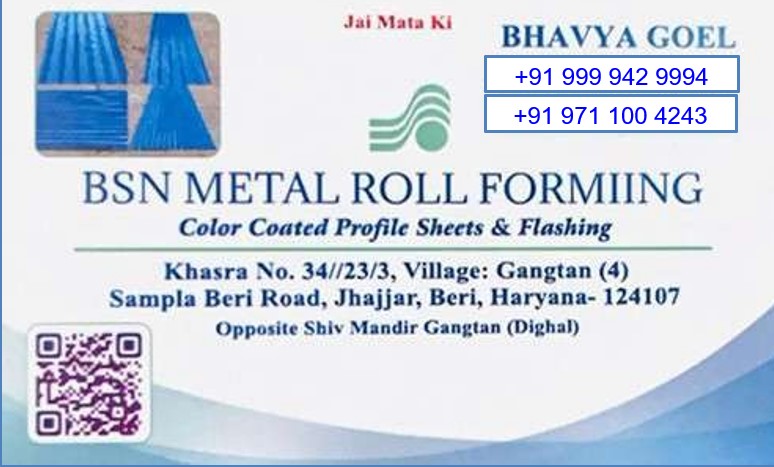 Jai Mata Ki
BHAVYA GOEL
+91 999 942 9994
+91 971 100 4243
BSN METAL ROLL FORMIING
Color Coated Profile Sheets & Flashing
Khasra No. 34//23/3, Village: Gangtan (4)
Sampla Beri Road, Jhajjar, Beri, Haryana- 124107
Opposite Shiv Mandir Gangtan (Dighal)